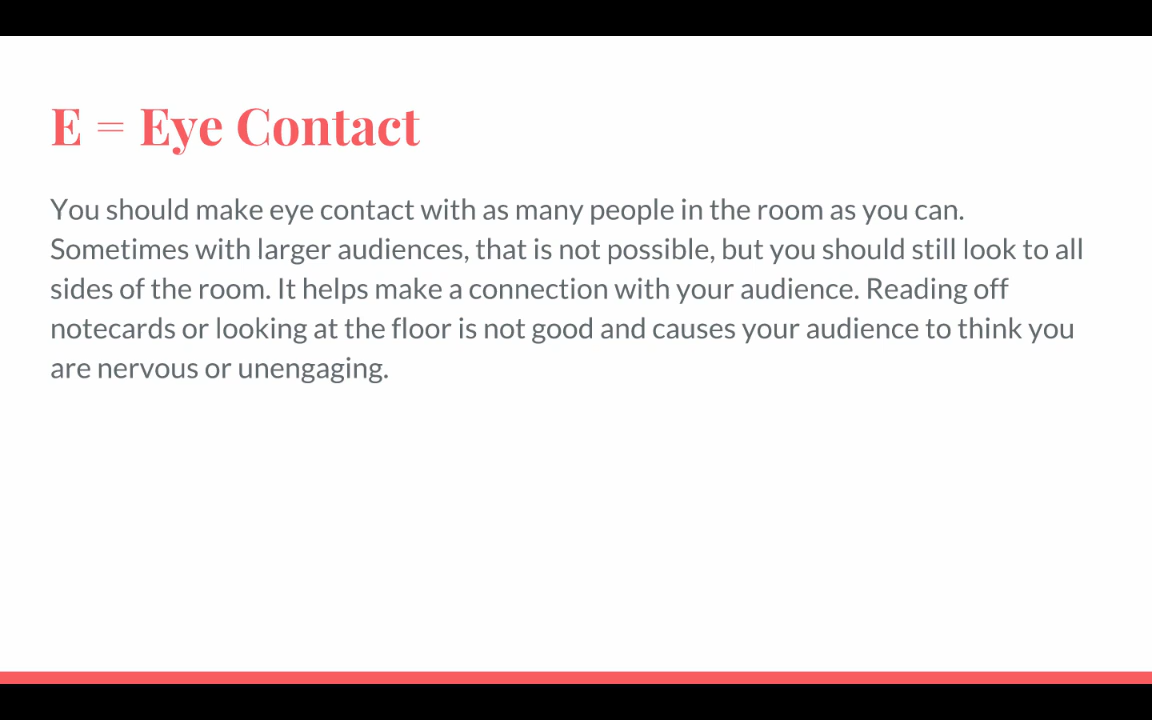 E = Eye Contact
You should make eye contact with as many people in the room as you can.
Sometimes with larger audiences, that is not possible, but you should still look to all
sides of the room. It helps make a connection with your audience. Reading off
notecards or looking at the floor is not good and causes your audience to think you
are nervous or unengaging.